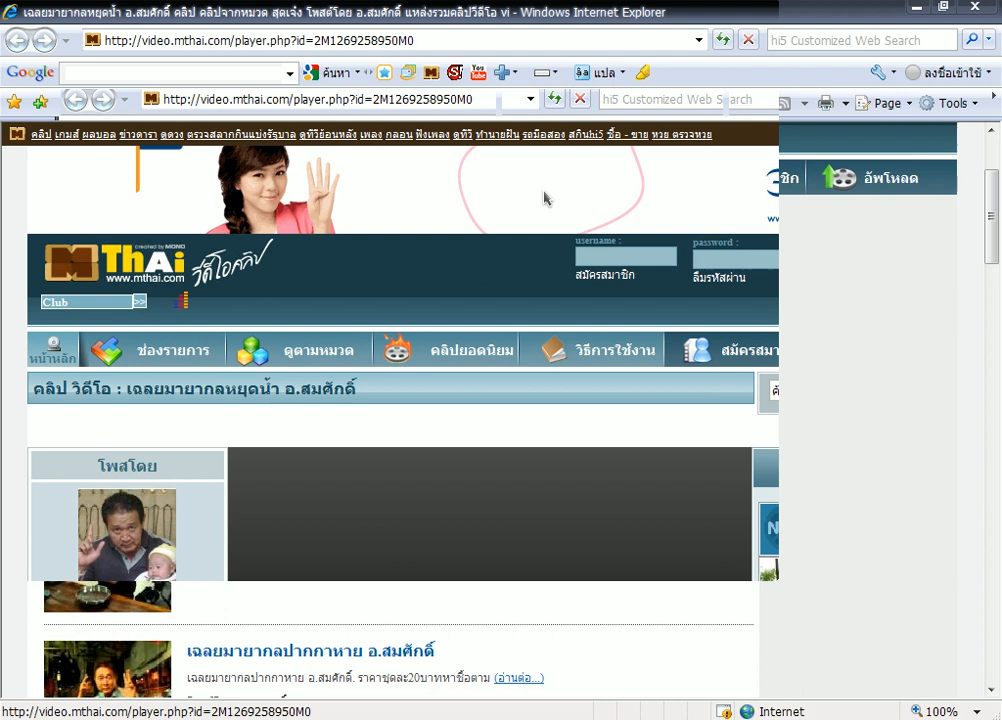 เฉลยมายากลหยุดน้ำ อ.สมศักดิ์ คลิป คลิปจากหมวด สุดเจ๋ง โพสต์โดย อ.สมศักดิ์ แหล่งรวมคลิปวีดีโอ vi - Windows Internet Explorer
http://video.mthai.com/player.php?id=2M1269258950M0
hi5 Customized Web Search
Google
ค้นหา
แปล
ลงชื่อเข้าใช้
http://video.mthai.com/player.php?id=2M1269258950M0
hi5 Customized Web Search
Page
Tools
คลิป เกมส์ ผลบอล ข่าวดารา ดูดวง ตรวจสลากกินแบ่งรัฐบาล ดูทีวีย้อนหลัง เพลง กลอน ฟังเพลง ดูทีวี ทำนายฝัน รถมือสอง สกินhi5 ซื้อ - ขาย หวย ตรวจหวย
ชิก
อัพโหลด
created by MONO
MThAi
www.mthai.com
วีดีโอคลิป
username :
password :
สมัครสมาชิก
ลืมรหัสผ่าน
Club
>>
หน้าหลัก
ช่องรายการ
ดูตามหมวด
คลิปยอดนิยม
วิธีการใช้งาน
สมัครสมา
คลิป วิดีโอ : เฉลยมายากลหยุดน้ำ อ.สมศักดิ์
โพสโดย
เฉลยมายากลปากกาหาย อ.สมศักดิ์
เฉลยมายากลปากกาหาย อ.สมศักดิ์. ราคาชุดละ20บาทหาซื้อตาม (อ่านต่อ...)
http://video.mthai.com/player.php?id=2M1269258950M0
Internet
100%